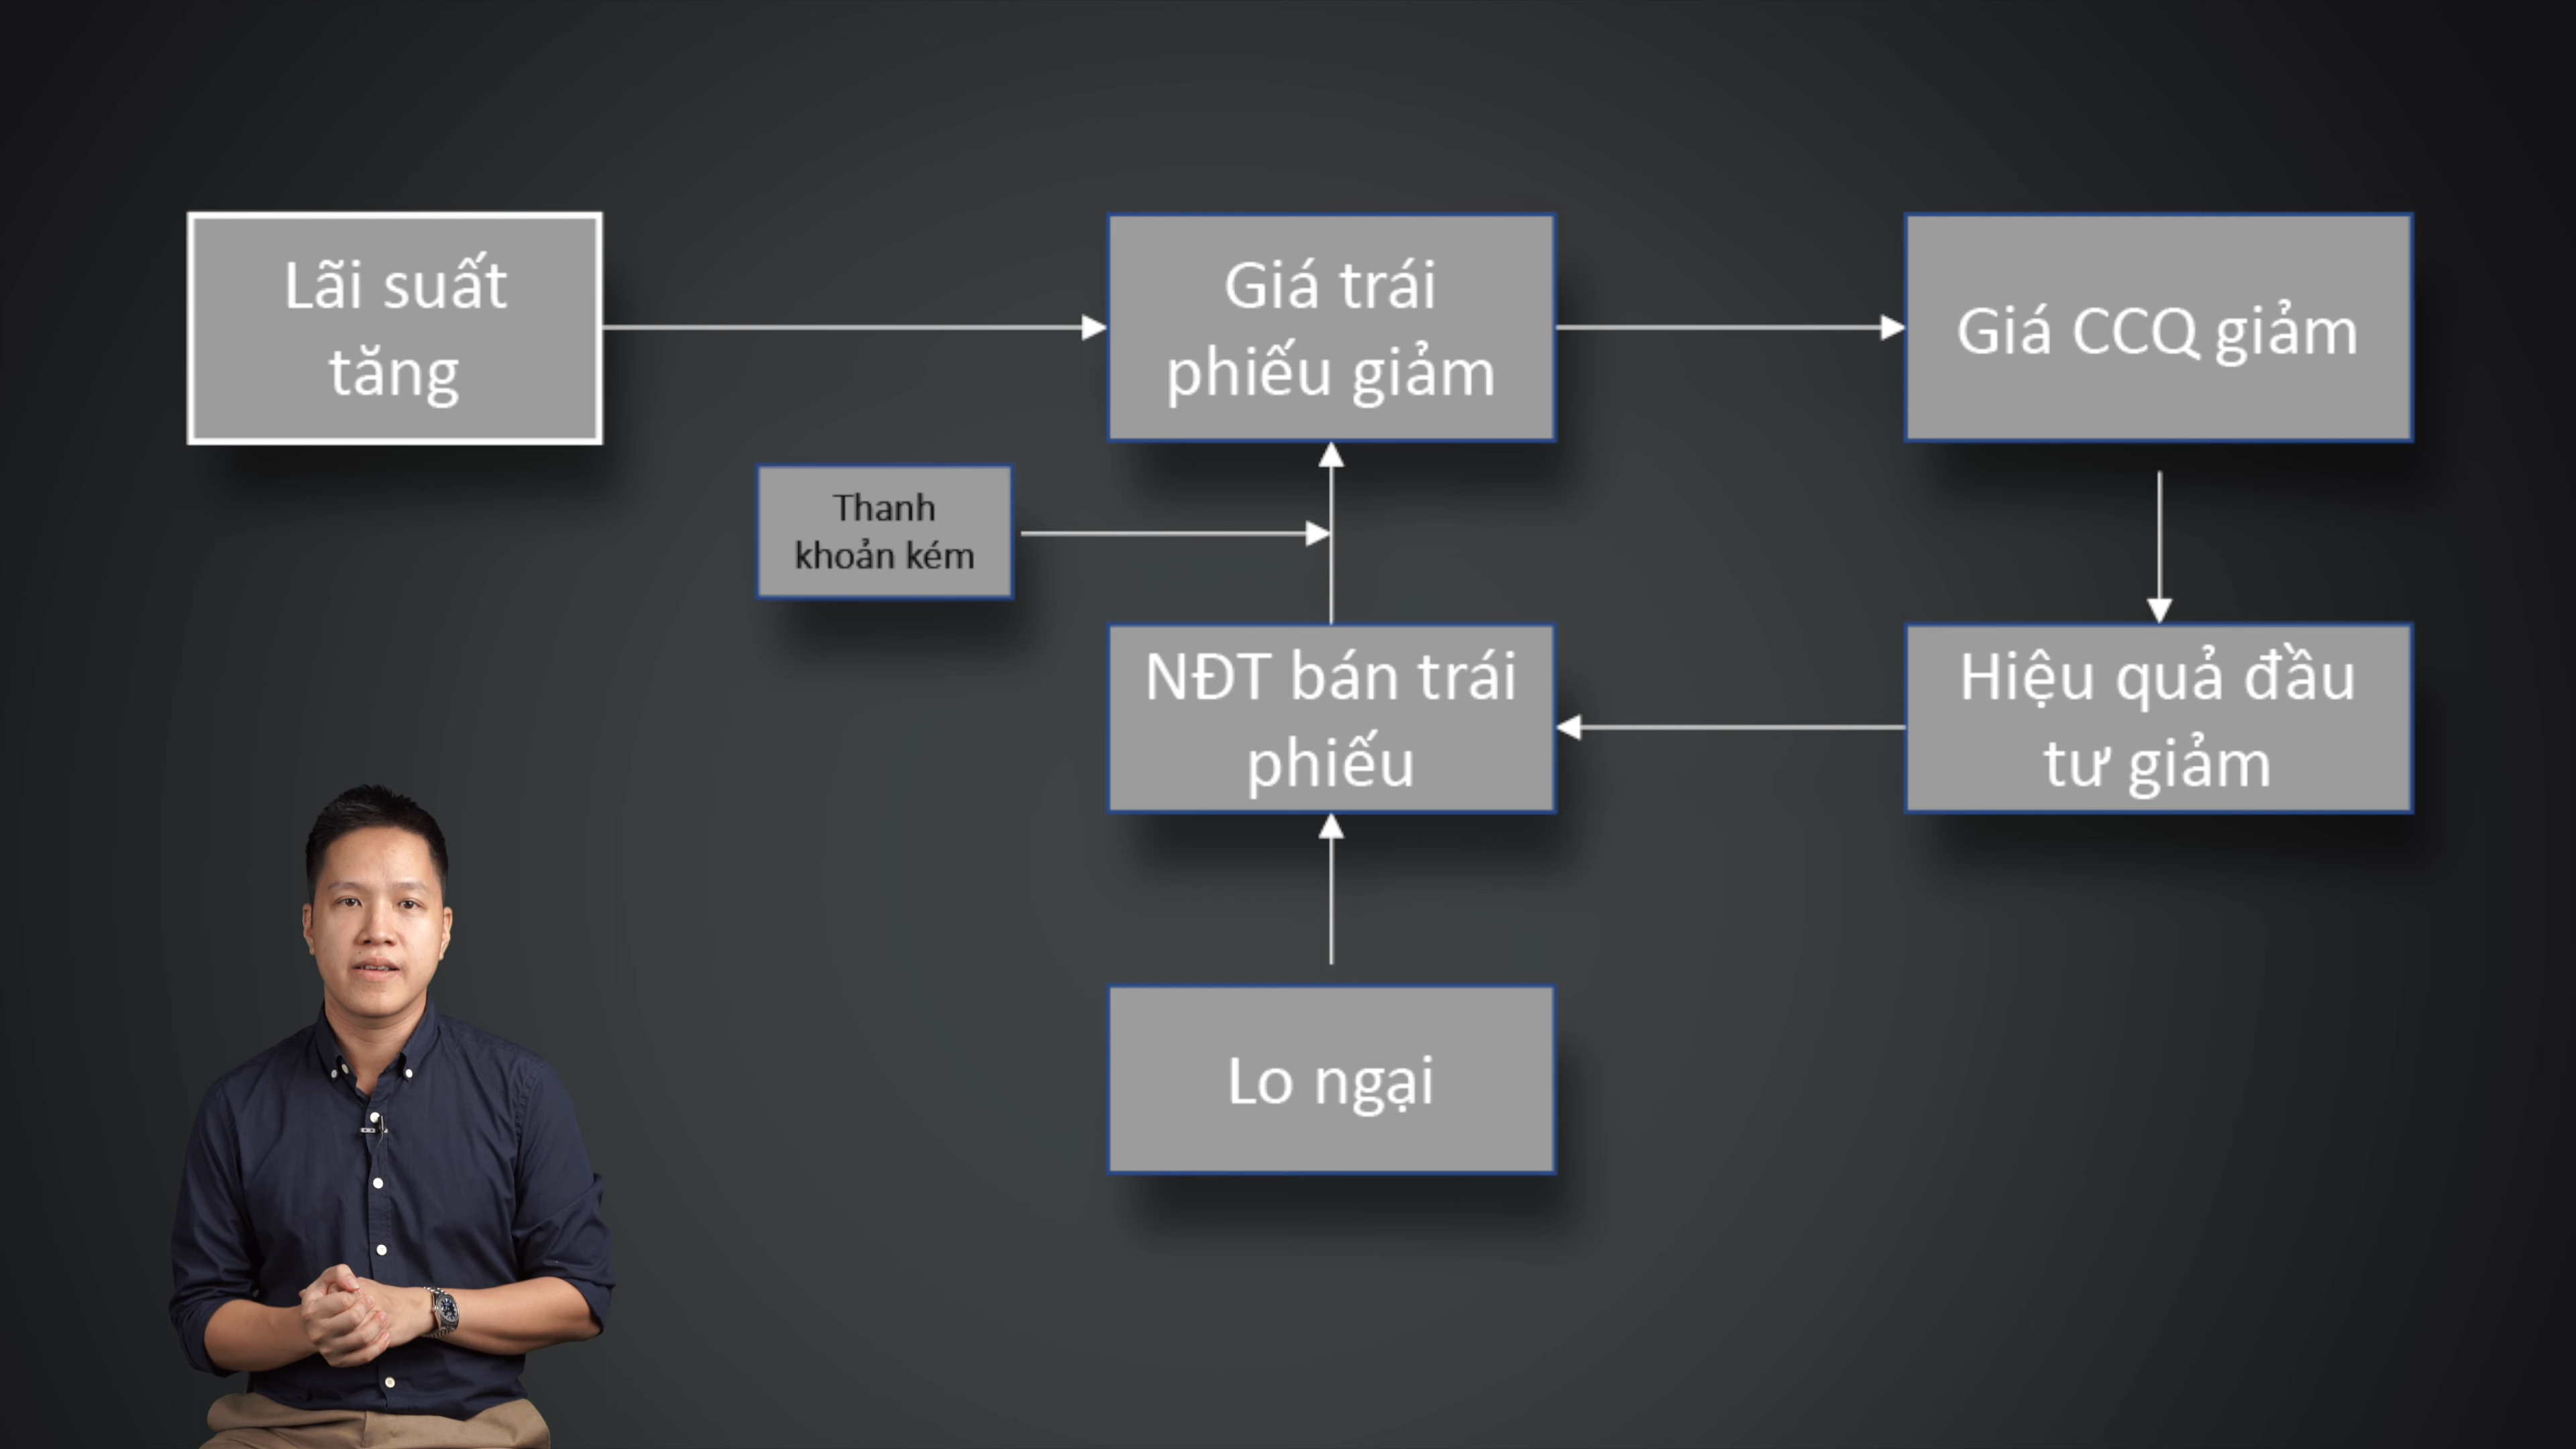 Lãi suất
tăng
Giá trái
phiếu giảm
Giá CCQ giảm
Thanh
khoản kém
NĐT bán trái
phiếu
Hiệu quả đầu
tư giảm
Lo ngại